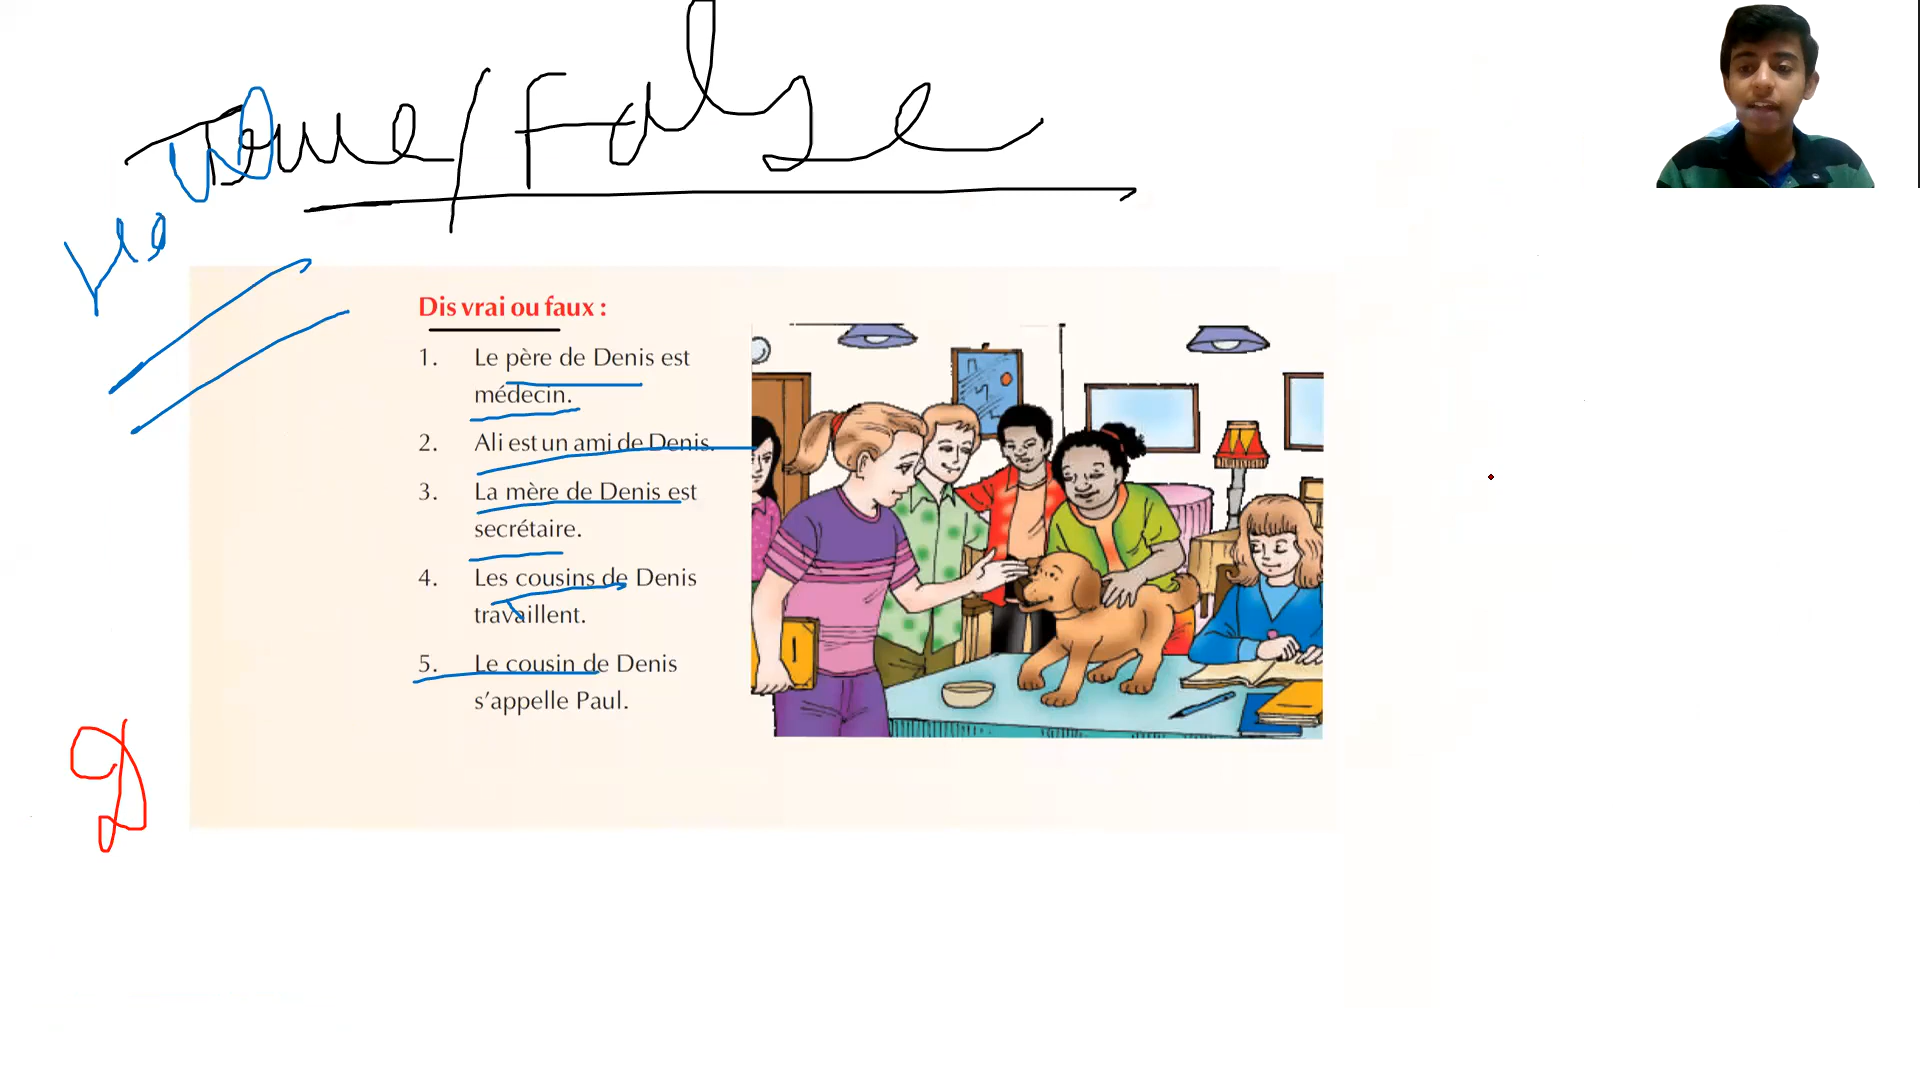 True/False
Dis vrai ou faux :
1. Le père de Denis est
médecin.
2. Ali est un ami de Denis.
3. La mère de Denis est
secrétaire.
4. Les cousins de Denis
travaillent.
5. Le cousin de Denis
s'appelle Paul.